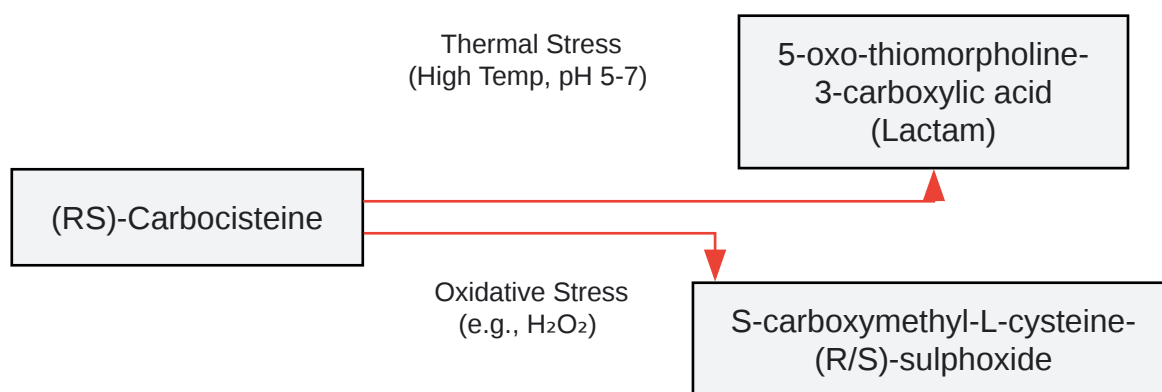 Thermal Stress
(High Temp, pH 5-7)
5-oxo-thiomorpholine-
3-carboxylic acid
(Lactam)
(RS)-Carbocisteine
Oxidative Stress
(e.g., H₂O₂)
S-carboxymethyl-L-cysteine-
(R/S)-sulphoxide